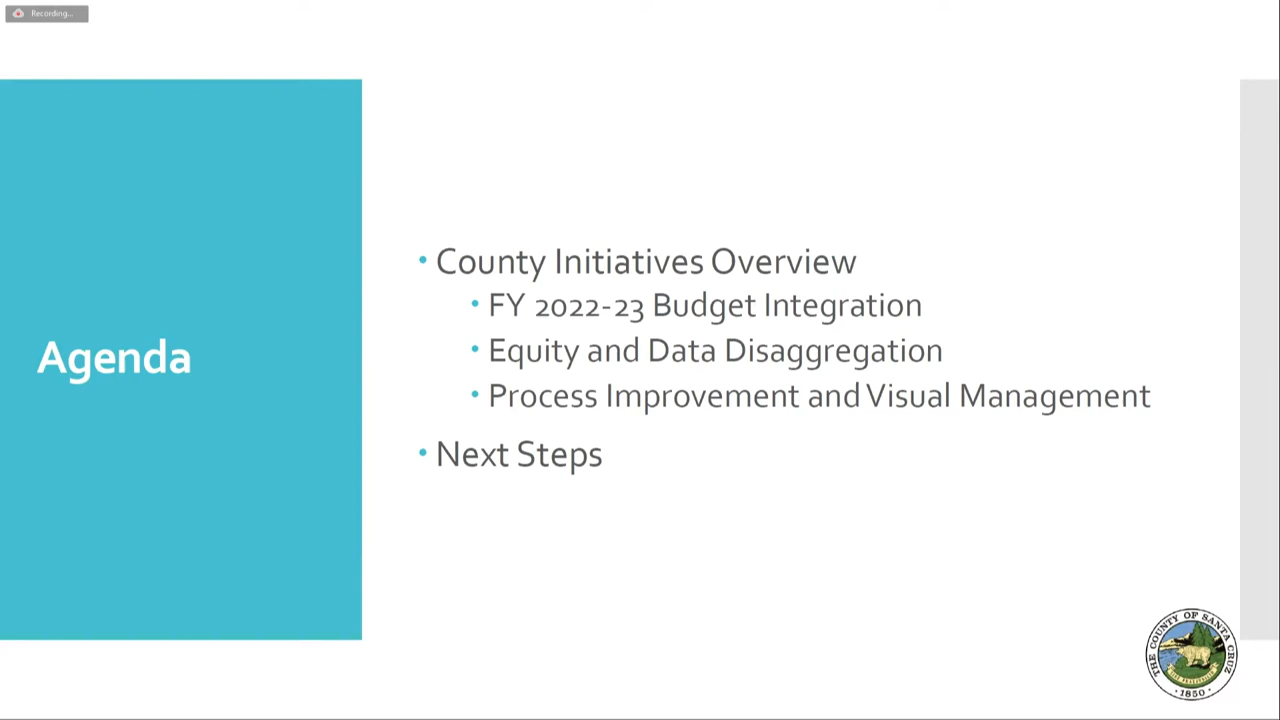 Recording...
Agenda
County Initiatives Overview
FY 2022-23 Budget Integration
Equity and Data Disaggregation
Process Improvement and Visual Management
Next Steps
THE COUNTY OF SANTA CRUZ
1850